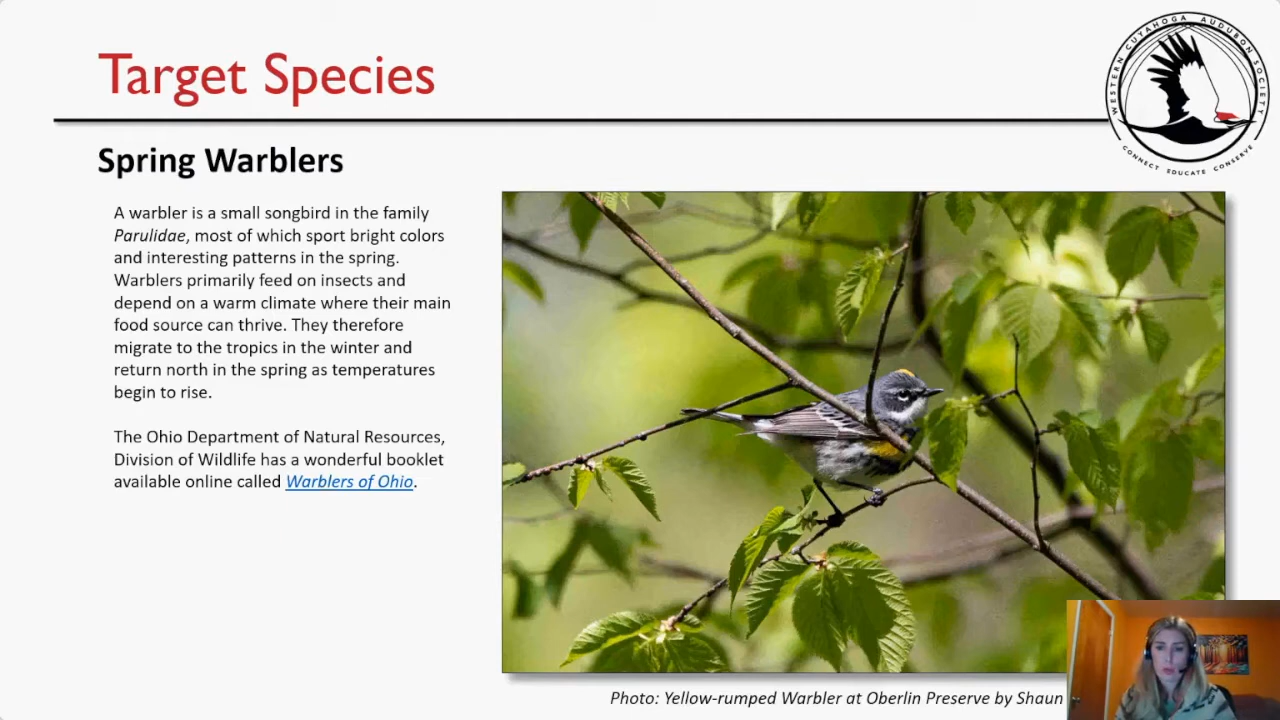 Target Species
WESTERN CUYAHOGA AUDUBON SOCIETY
CONNECT EDUCATE CONSERVE
Spring Warblers
A warbler is a small songbird in the family
Parulidae, most of which sport bright colors
and interesting patterns in the spring.
Warblers primarily feed on insects and
depend on a warm climate where their main
food source can thrive. They therefore
migrate to the tropics in the winter and
return north in the spring as temperatures
begin to rise.
The Ohio Department of Natural Resources,
Division of Wildlife has a wonderful booklet
available online called Warblers of Ohio.
Photo: Yellow-rumped Warbler at Oberlin Preserve by Shaun